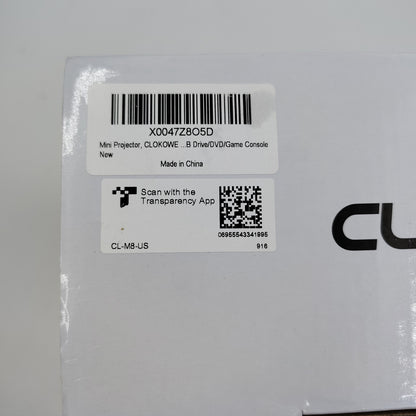 X0047Z8O5D
Mini Projector, CLOKOWE ...B Drive/DVD/Game Console
New
Made in China
Scan with the
Transparency App
06955543341995
CL-M8-US
916
CL